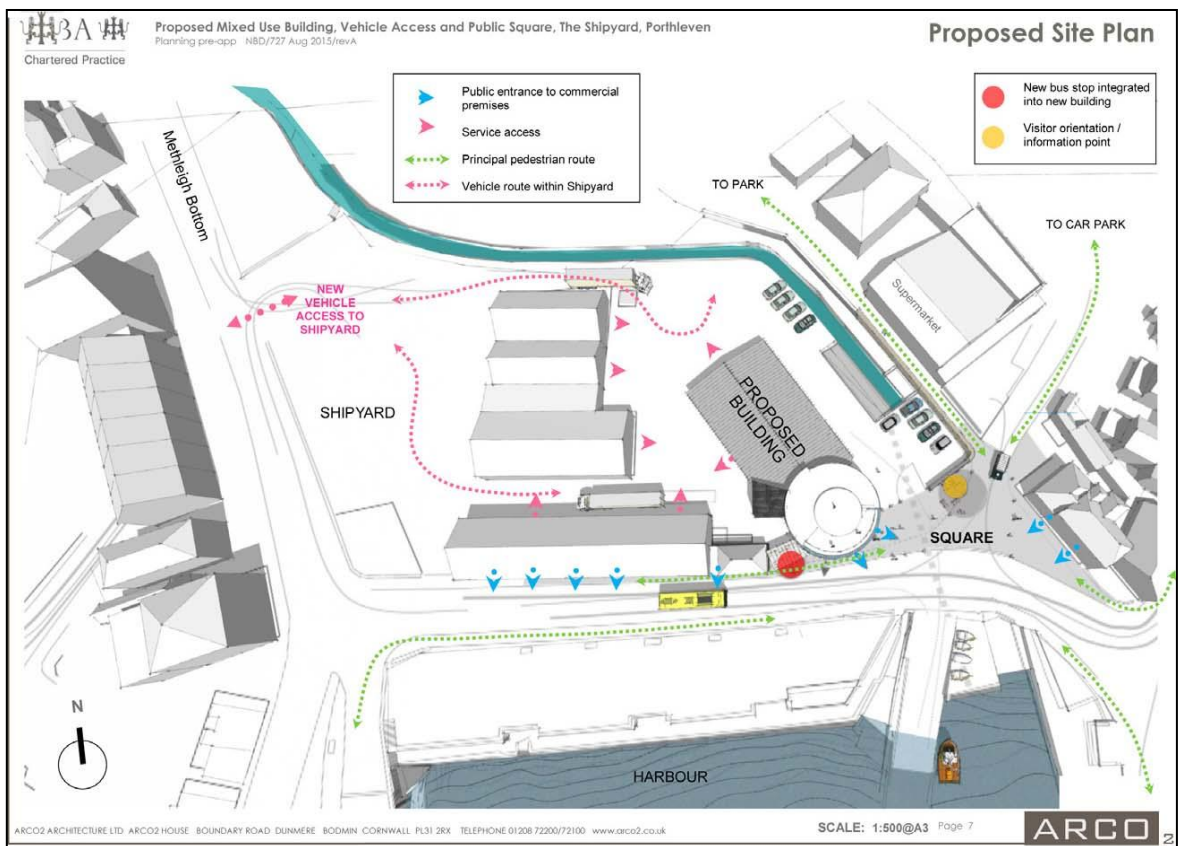 BA
Chartered Practice
Proposed Mixed Use Building, Vehicle Access and Public Square, The Shipyard, Porthleven
Planning pre-app NBD/727 Aug 2015/revA
Proposed Site Plan
Public entrance to commercial
premises
Service access
Principal pedestrian route
Vehicle route within Shipyard
New bus stop integrated
into new building
Visitor orientation /
information point
Methleigh Bottom
TO PARK
TO CAR PARK
Supermarket
NEW
VEHICLE
ACCESS TO
SHIPYARD
SHIPYARD
PROPOSED
BUILDING
SQUARE
N
HARBOUR
ARCO2 ARCHITECTURE LTD ARCO2 HOUSE BOUNDARY ROAD DUNMERE BODMIN CORNWALL PL31 2RX TELEPHONE 01208 72200/72100 www.arco2.co.uk
SCALE: 1:500@A3 Page 7
ARCO 2